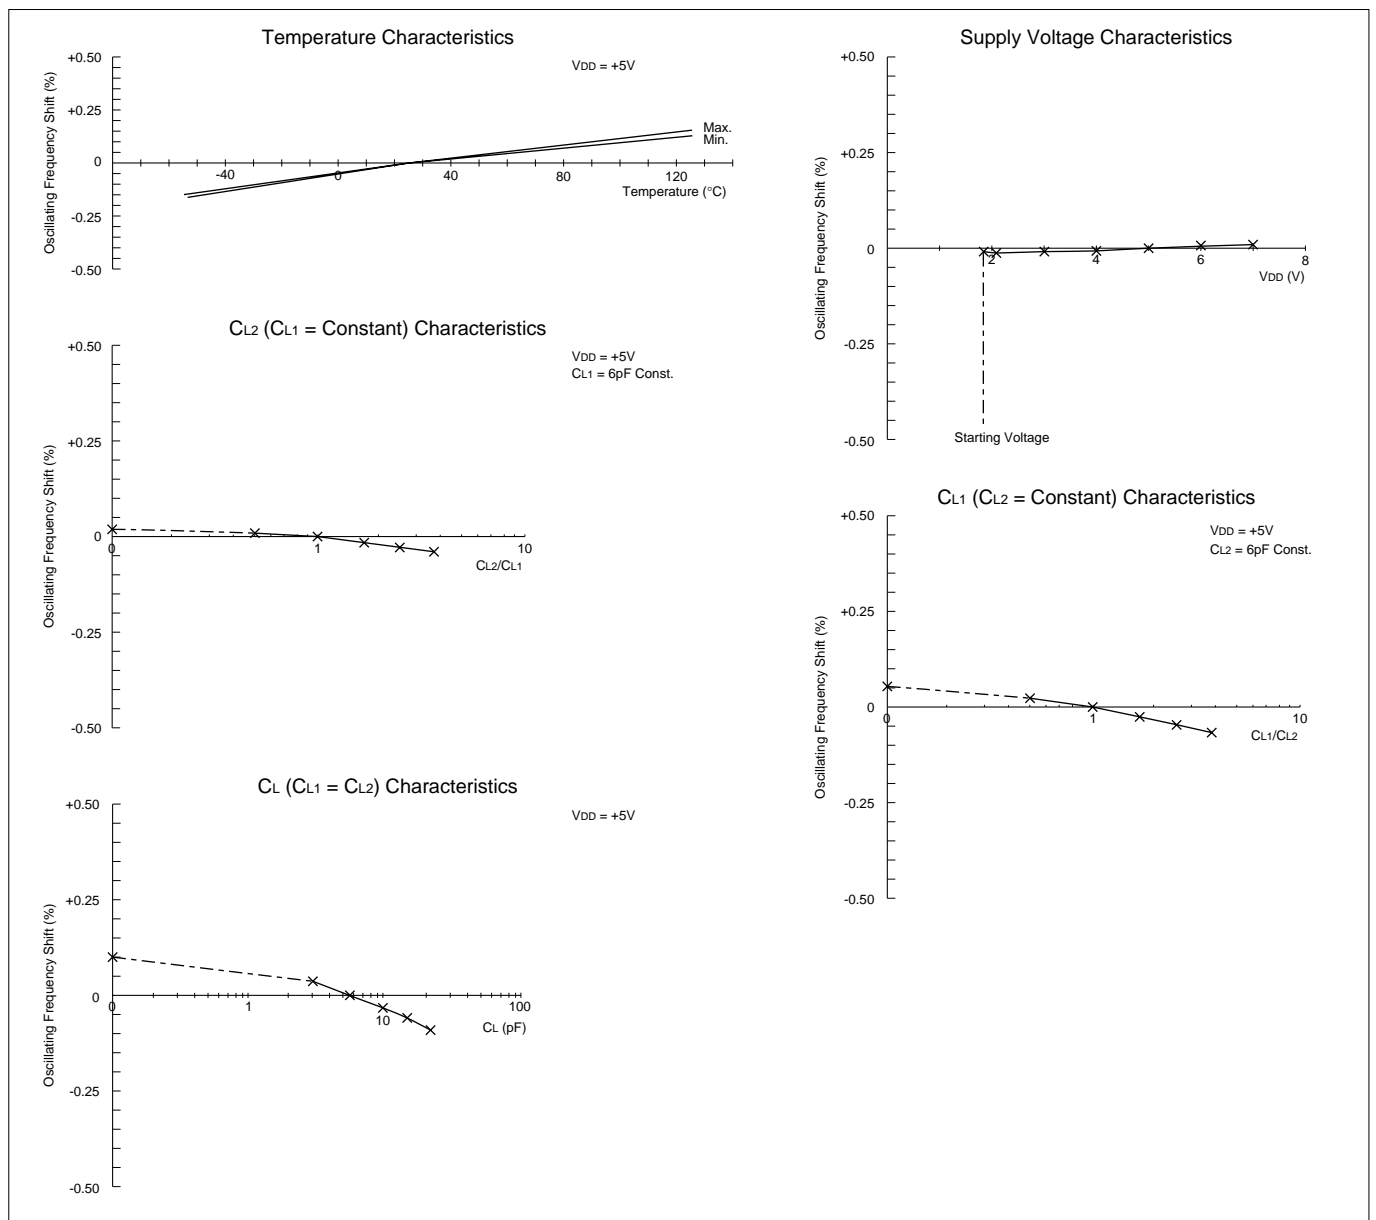 Temperature Characteristics
+0.50
+0.25
0
-0.25
-0.50
Oscillating Frequency Shift (%)
VDD = +5V
Max.
Min.
-40
0
40
80
120
Temperature (°C)
Supply Voltage Characteristics
+0.50
+0.25
0
-0.25
-0.50
Oscillating Frequency Shift (%)
2
4
6
8
VDD (V)
Starting Voltage
CL2 (CL1 = Constant) Characteristics
+0.50
+0.25
0
-0.25
-0.50
Oscillating Frequency Shift (%)
VDD = +5V
CL1 = 6pF Const.
0
1
10
CL2/CL1
CL1 (CL2 = Constant) Characteristics
+0.50
+0.25
0
-0.25
-0.50
Oscillating Frequency Shift (%)
VDD = +5V
CL2 = 6pF Const.
0
1
10
CL1/CL2
CL (CL1 = CL2) Characteristics
+0.50
+0.25
0
-0.25
-0.50
Oscillating Frequency Shift (%)
VDD = +5V
0
1
10
100
CL (pF)